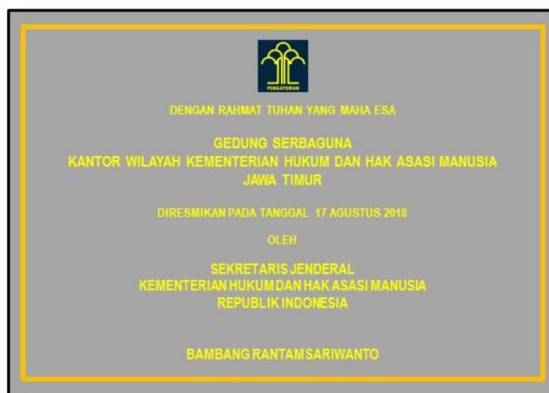 PENGAYOMAN
DENGAN RAHMAT TUHAN YANG MAHA ESA
GEDUNG SERBAGUNA
KANTOR WILAYAH KEMENTERIAN HUKUM DAN HAK ASASI MANUSIA
JAWA TIMUR
DIRESMIKAN PADA TANGGAL 17 AGUSTUS 2018
OLEH
SEKRETARIS JENDERAL
KEMENTERIAN HUKUM DAN HAK ASASI MANUSIA
REPUBLIK INDONESIA
BAMBANG RANTAM SARIWANTO